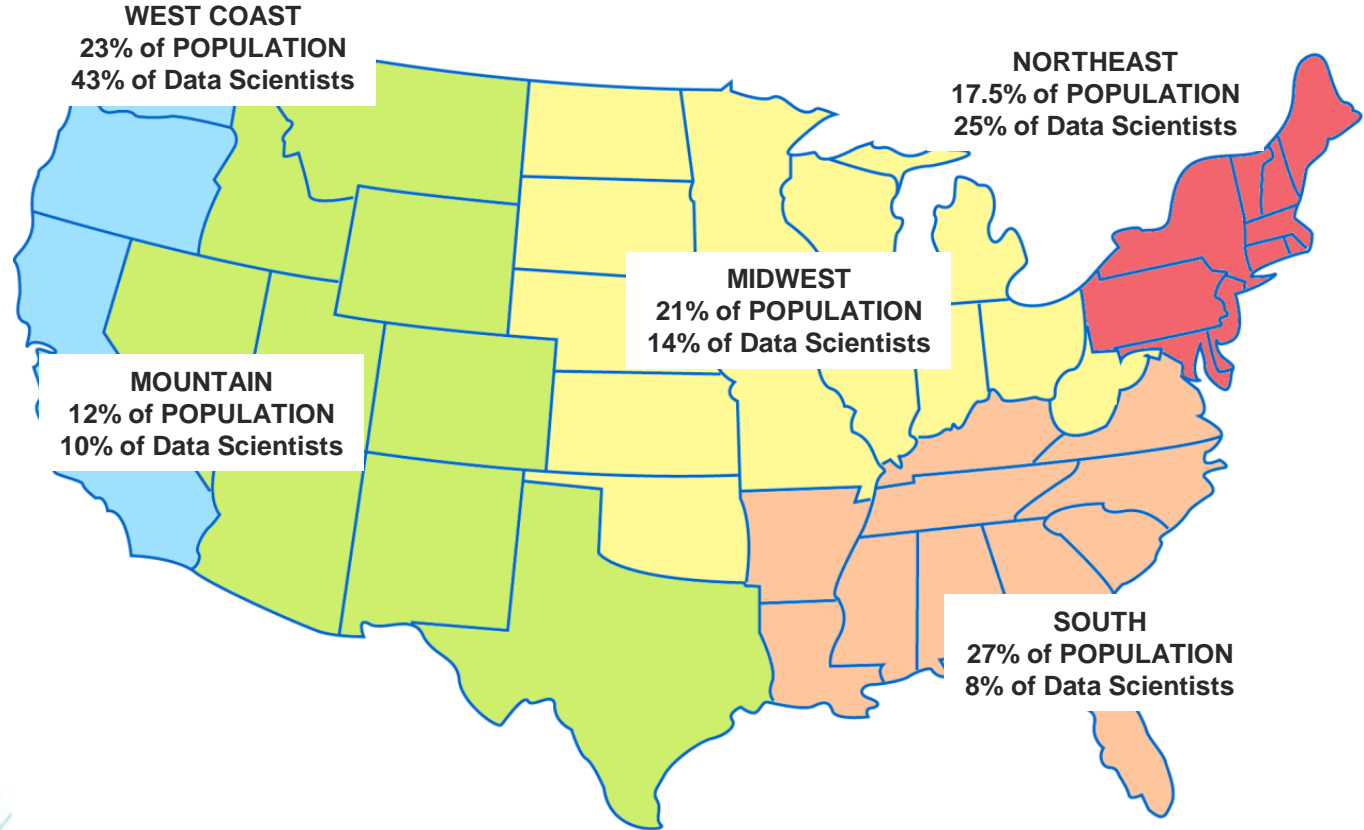 WEST COAST
23% of POPULATION
43% of Data Scientists
NORTHEAST
17.5% of POPULATION
25% of Data Scientists
MIDWEST
21% of POPULATION
14% of Data Scientists
MOUNTAIN
12% of POPULATION
10% of Data Scientists
SOUTH
27% of POPULATION
8% of Data Scientists